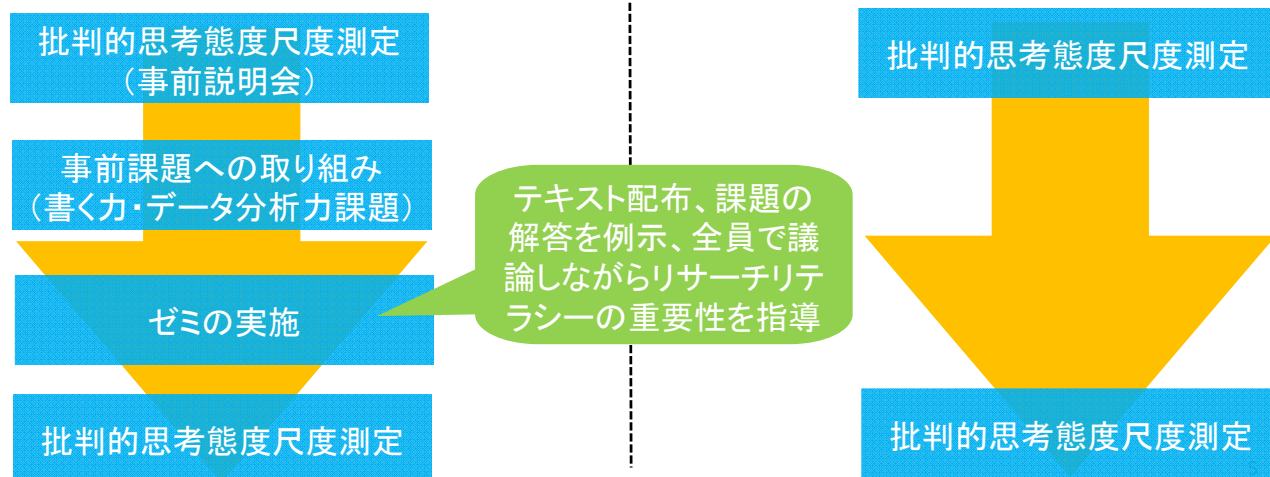 批判的思考態度尺度測定
（事前説明会）
事前課題への取り組み
（書く力・データ分析力課題）
ゼミの実施
批判的思考態度尺度測定
テキスト配布、課題の
解答を例示、全員で議
論しながらリサーチリテ
ラシーの重要性を指導
批判的思考態度尺度測定
批判的思考態度尺度測定
5